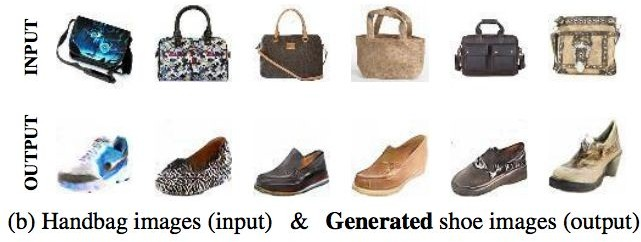 INPUT
OUTPUT
(b) Handbag images (input) & Generated shoe images (output)